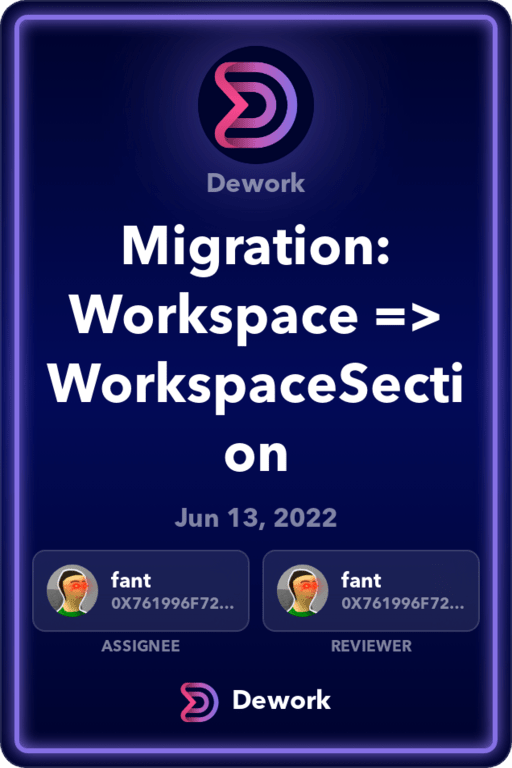 Dework
Migration:
Workspace =>
WorkspaceSecti
on
Jun 13, 2022
fant
0X761996F72...
fant
0X761996F72...
ASSIGNEE
REVIEWER
Dework